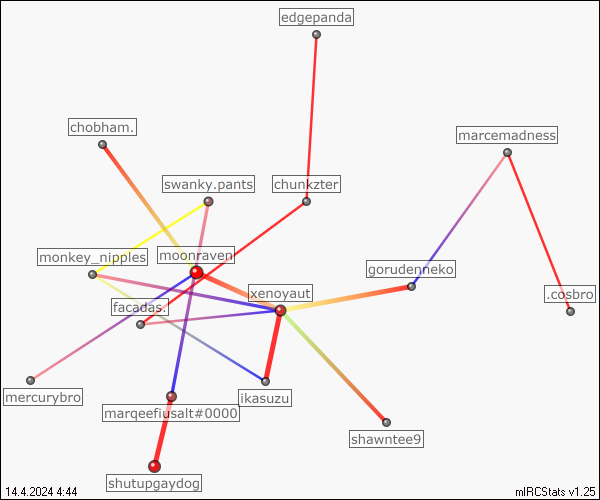 edgepanda
chobham.
marcemadness
swanky.pants
chunkzter
monkey_nipples
moonraven
gorudenneko
xenoyaut
facadas.
.cosbro
mercurybro
ikasuzu
marqeefiusalt#0000
shawntee9
shutupgaydog
14.4.2024 4:44
mIRCStats v1.25